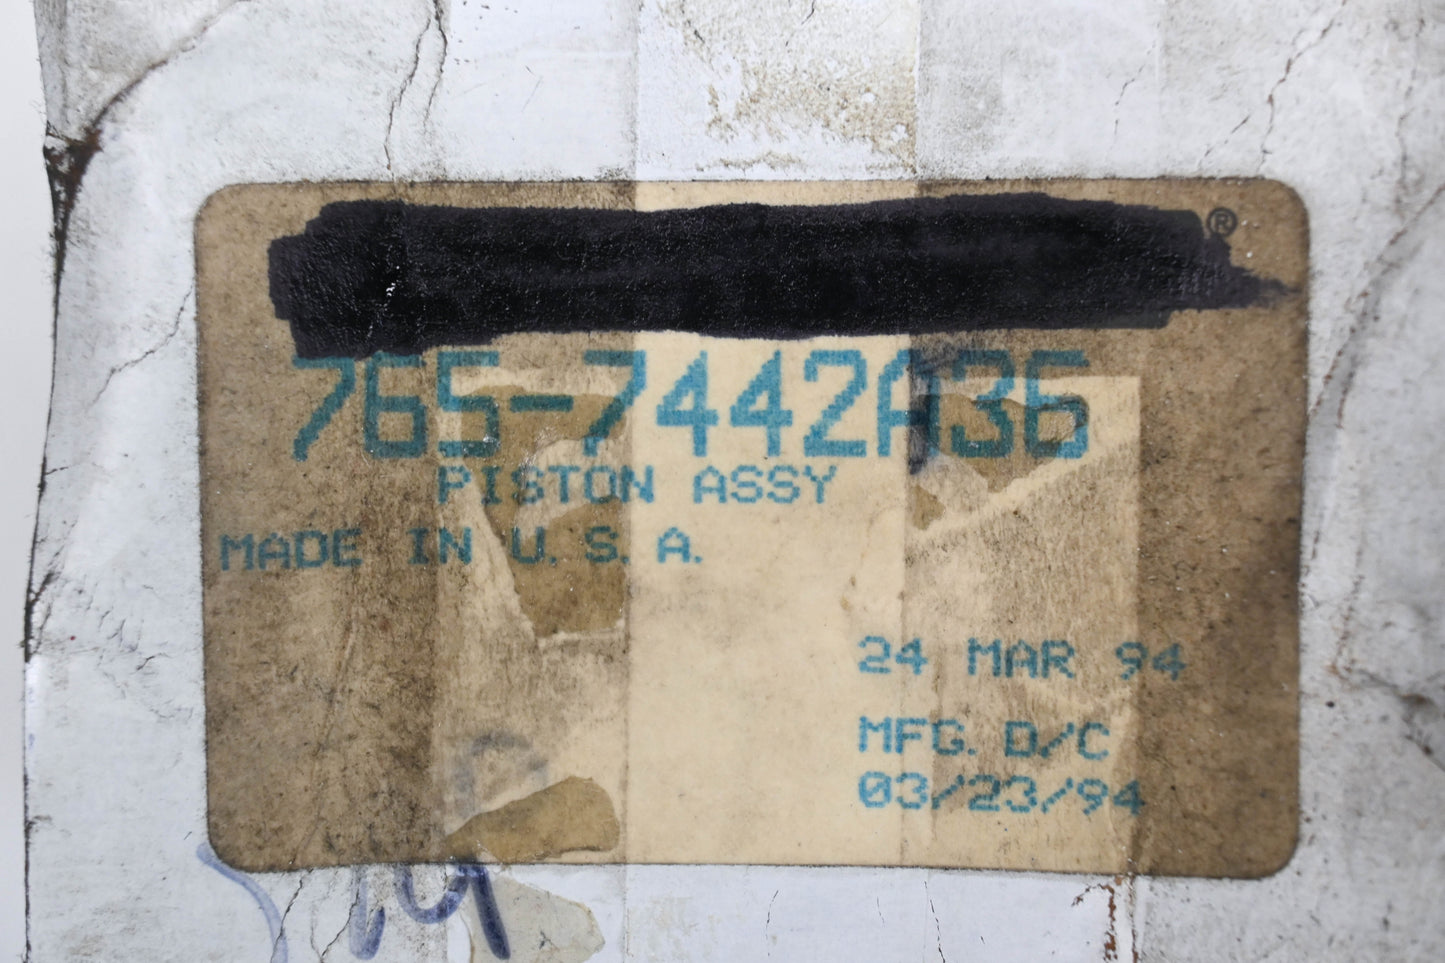 ®
765-7442A36
PISTON ASSY
MADE IN U.S.A.
24 MAR 94
MFG. D/C
03/23/94